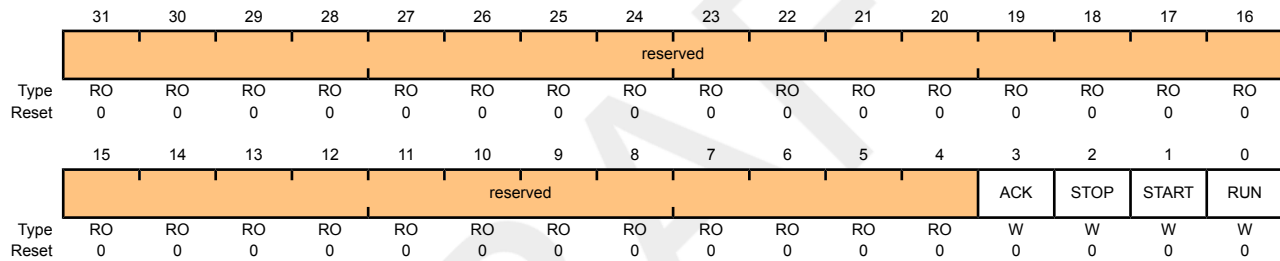 31 30 29 28 27 26 25 24 23 22 21 20 19 18 17 16
reserved
Type RO RO RO RO RO RO RO RO RO RO RO RO RO RO RO RO
Reset 0 0 0 0 0 0 0 0 0 0 0 0 0 0 0 0
15 14 13 12 11 10 9 8 7 6 5 4 3 2 1 0
reserved ACK STOP START RUN
Type RO RO RO RO RO RO RO RO RO RO RO RO W W W W
Reset 0 0 0 0 0 0 0 0 0 0 0 0 0 0 0 0